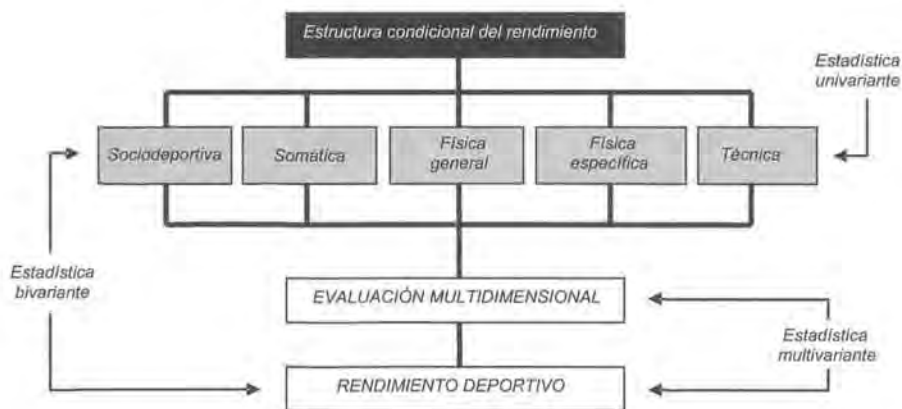 Estructura condicional del rendimiento
Estadística
univariante
Sociodeportiva
Somática
Física
general
Física
específica
Técnica
Estadística
bivariante
EVALUACIÓN MULTIDIMENSIONAL
Estadística
multivariante
RENDIMIENTO DEPORTIVO